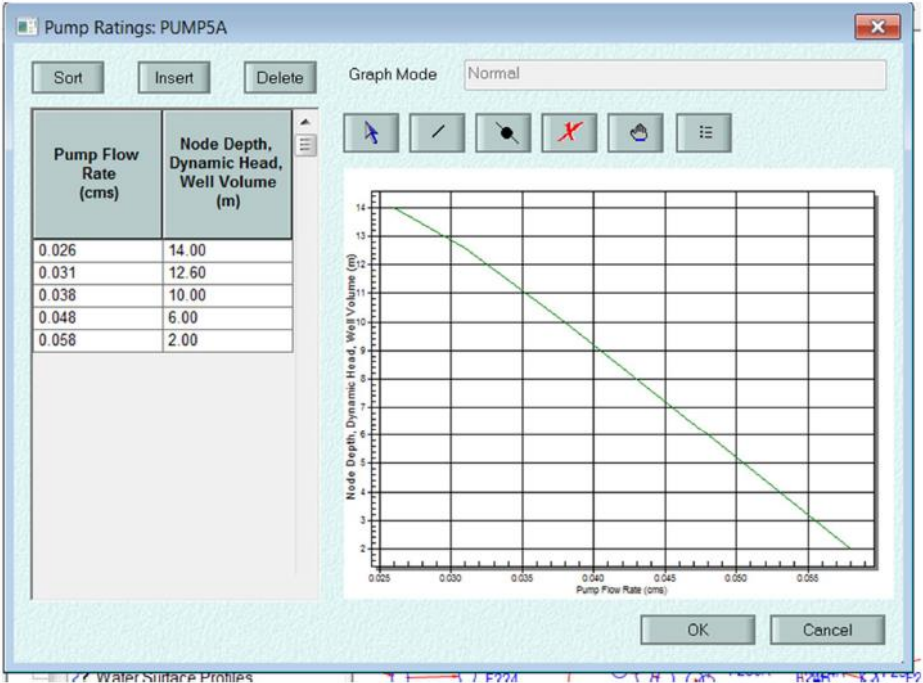 Pump Ratings: PUMP5A
Sort
Insert
Delete
Graph Mode
Normal
Pump Flow
Rate
(cms)
Node Depth,
Dynamic Head,
Well Volume
(m)
0.026 14.00
0.031 12.60
0.038 10.00
0.048 6.00
0.058 2.00
Node Depth, Dynamic Head, Well Volume (m)
14
13
12
11
10
9
8
7
6
5
4
3
2
0.025 0.030 0.035 0.040 0.045 0.050 0.055
Pump Flow Rate (cms)
OK
Cancel
Water Surface Profiles